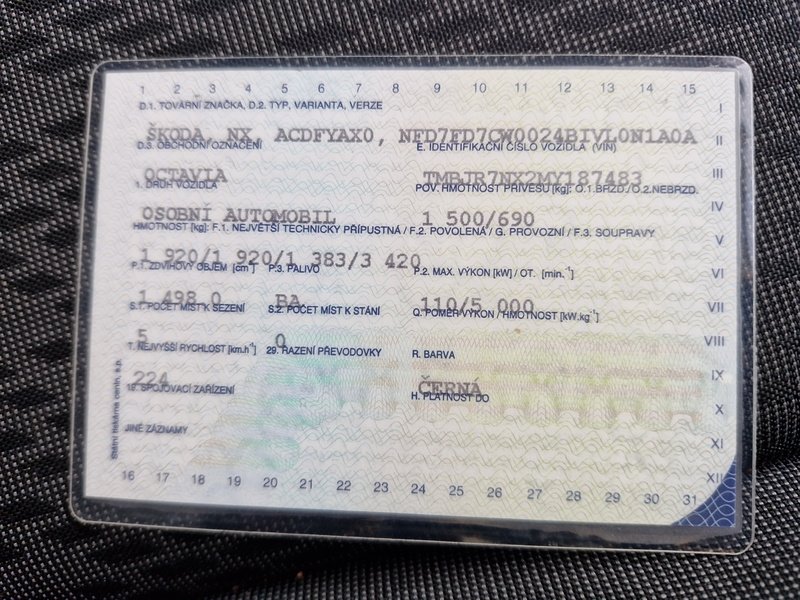 1 2 3 4 5 6 7 8 9 10 11 12 13 14 15
D.1. TOVÁRNÍ ZNAČKA, D.2. TYP, VARIANTA, VERZE
I
ŠKODA, NX, ACDFYAX0, NFD7FD7CW0024BIVL0N1A0A
II
D.3. OBCHODNÍ OZNAČENÍ E. IDENTIFIKAČNÍ ČÍSLO VOZIDLA (VIN)
OCTAVIA TMBJR7NX2MY187483
III
1. DRUH VOZIDLA POV. HMOTNOST PŘÍVĚSU [kg]: O.1.BRZD./O.2.NEBRZD.
OSOBNÍ AUTOMOBIL 1 500/690
IV
HMOTNOST [kg]: F.1. NEJVĚTŠÍ TECHNICKY PŘÍPUSTNÁ / F.2. POVOLENÁ / G. PROVOZNÍ / F.3. SOUPRAVY
V
1 920/1 920/1 383/3 420
P.1. ZDVIHOVÝ OBJEM [cm³] P.3. PALIVO P.2. MAX. VÝKON [kW] / OT. [min.⁻¹]
VI
1 498.0 BA 110/5 000
VII
S.1. POČET MÍST K SEZENÍ S.2. POČET MÍST K STÁNÍ Q. POMĚR VÝKON / HMOTNOST [kW.kg⁻¹]
5 0
VIII
T. NEJVYŠŠÍ RYCHLOST [km.h⁻¹] 29. ŘAZENÍ PŘEVODOVKY R. BARVA
224 ČERNÁ
IX
19. SPOJOVACÍ ZAŘÍZENÍ H. PLATNOST DO
X
JINÉ ZÁZNAMY
XI
XII
16 17 18 19 20 21 22 23 24 25 26 27 28 29 30 31
Státní tiskárna cenin, s.p.